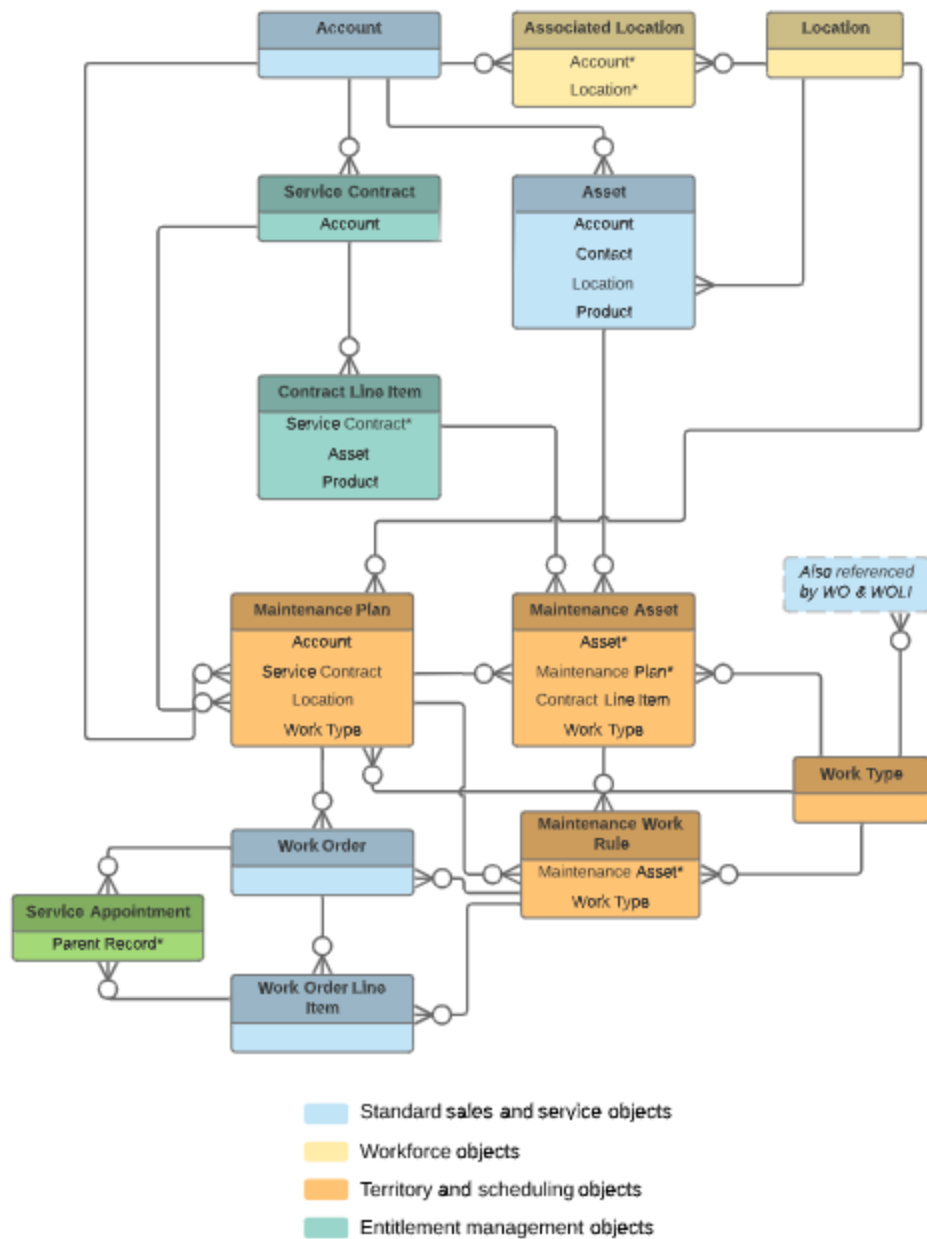 Account
Associated Location
Account*
Location*
Location
Service Contract
Account
Asset
Account
Contact
Location
Product
Contract Line Item
Service Contract*
Asset
Product
Also referenced
by WO & WOLI
Maintenance Plan
Account
Service Contract
Location
Work Type
Maintenance Asset
Asset*
Maintenance Plan*
Contract Line Item
Work Type
Work Type
Maintenance Work
Rule
Maintenance Asset*
Work Type
Work Order
Service Appointment
Parent Record*
Work Order Line
Item
Standard sales and service objects
Workforce objects
Territory and scheduling objects
Entitlement management objects